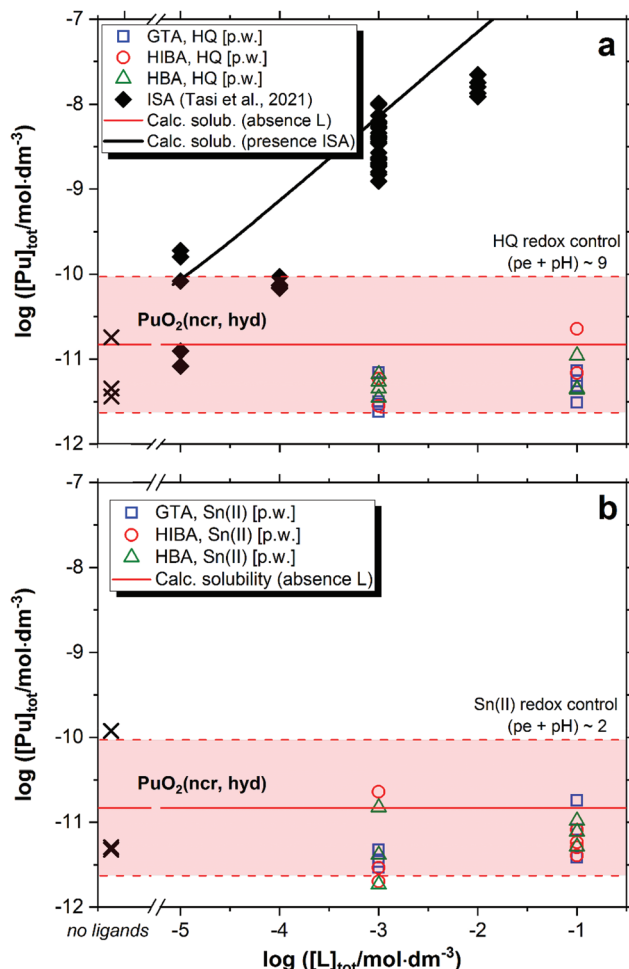 a
GTA, HQ [p.w.]
HIBA, HQ [p.w.]
HBA, HQ [p.w.]
ISA (Tasi et al., 2021)
Calc. solub. (absence L)
Calc. solub. (presence ISA)
-7
-8
-9
-10
-11
-12
log ([Pu]tot/mol·dm-3)
HQ redox control
(pe + pH) ~ 9
PuO2(ncr, hyd)
b
GTA, Sn(II) [p.w.]
HIBA, Sn(II) [p.w.]
HBA, Sn(II) [p.w.]
Calc. solubility (absence L)
-7
-8
-9
-10
-11
-12
log ([Pu]tot/mol·dm-3)
Sn(II) redox control
(pe + pH) ~ 2
PuO2(ncr, hyd)
no ligands -5 -4 -3 -2 -1
log ([L]tot/mol·dm-3)